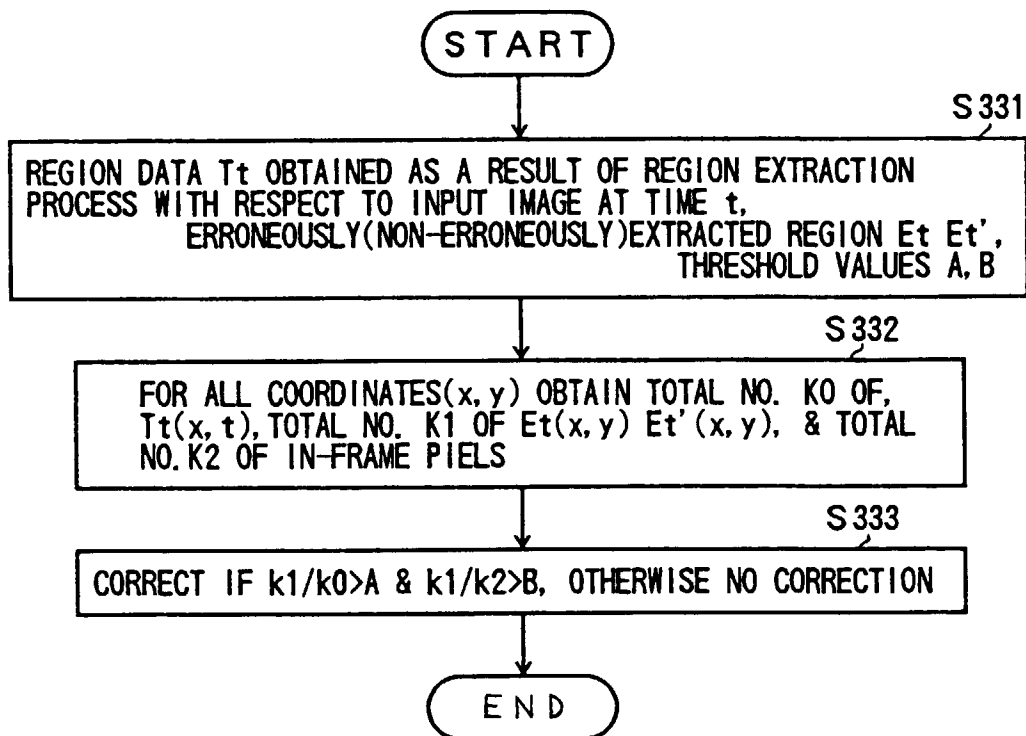 START
S331
REGION DATA Tt OBTAINED AS A RESULT OF REGION EXTRACTION
PROCESS WITH RESPECT TO INPUT IMAGE AT TIME t,
ERRONEOUSLY(NON-ERRONEOUSLY)EXTRACTED REGION Et Et',
THRESHOLD VALUES A,B
S332
FOR ALL COORDINATES(x,y) OBTAIN TOTAL NO. K0 OF,
Tt(x,t),TOTAL NO. K1 OF Et(x,y) Et'(x,y), & TOTAL
NO.K2 OF IN-FRAME PIELS
S333
CORRECT IF k1/k0>A & k1/k2>B, OTHERWISE NO CORRECTION
END